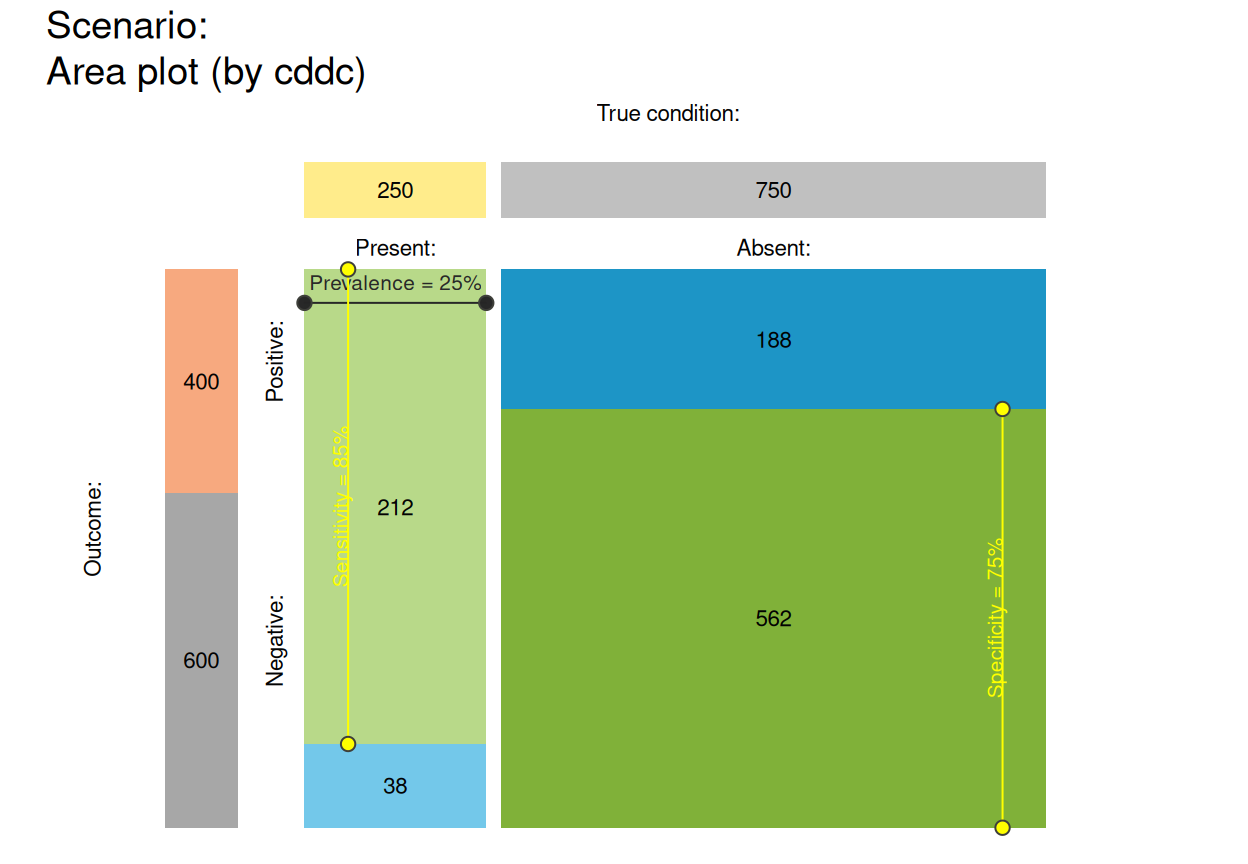 Scenario:
Area plot (by cddc)
True condition:
250
750
Present:
Absent:
Prevalence = 25%
Positive:
188
400
Sensitivity = 85%
212
Outcome:
Negative:
562
Specificity = 75%
600
38